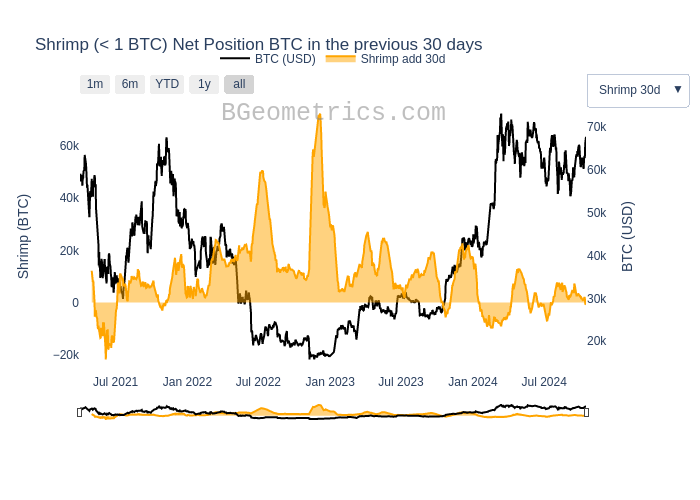 Shrimp (< 1 BTC) Net Position BTC in the previous 30 days
BTC (USD) Shrimp add 30d
1m 6m YTD 1y all
Shrimp 30d ▼
BGeometrics.com
60k
40k
20k
0
−20k
Shrimp (BTC)
70k
60k
50k
40k
30k
20k
BTC (USD)
Jul 2021 Jan 2022 Jul 2022 Jan 2023 Jul 2023 Jan 2024 Jul 2024